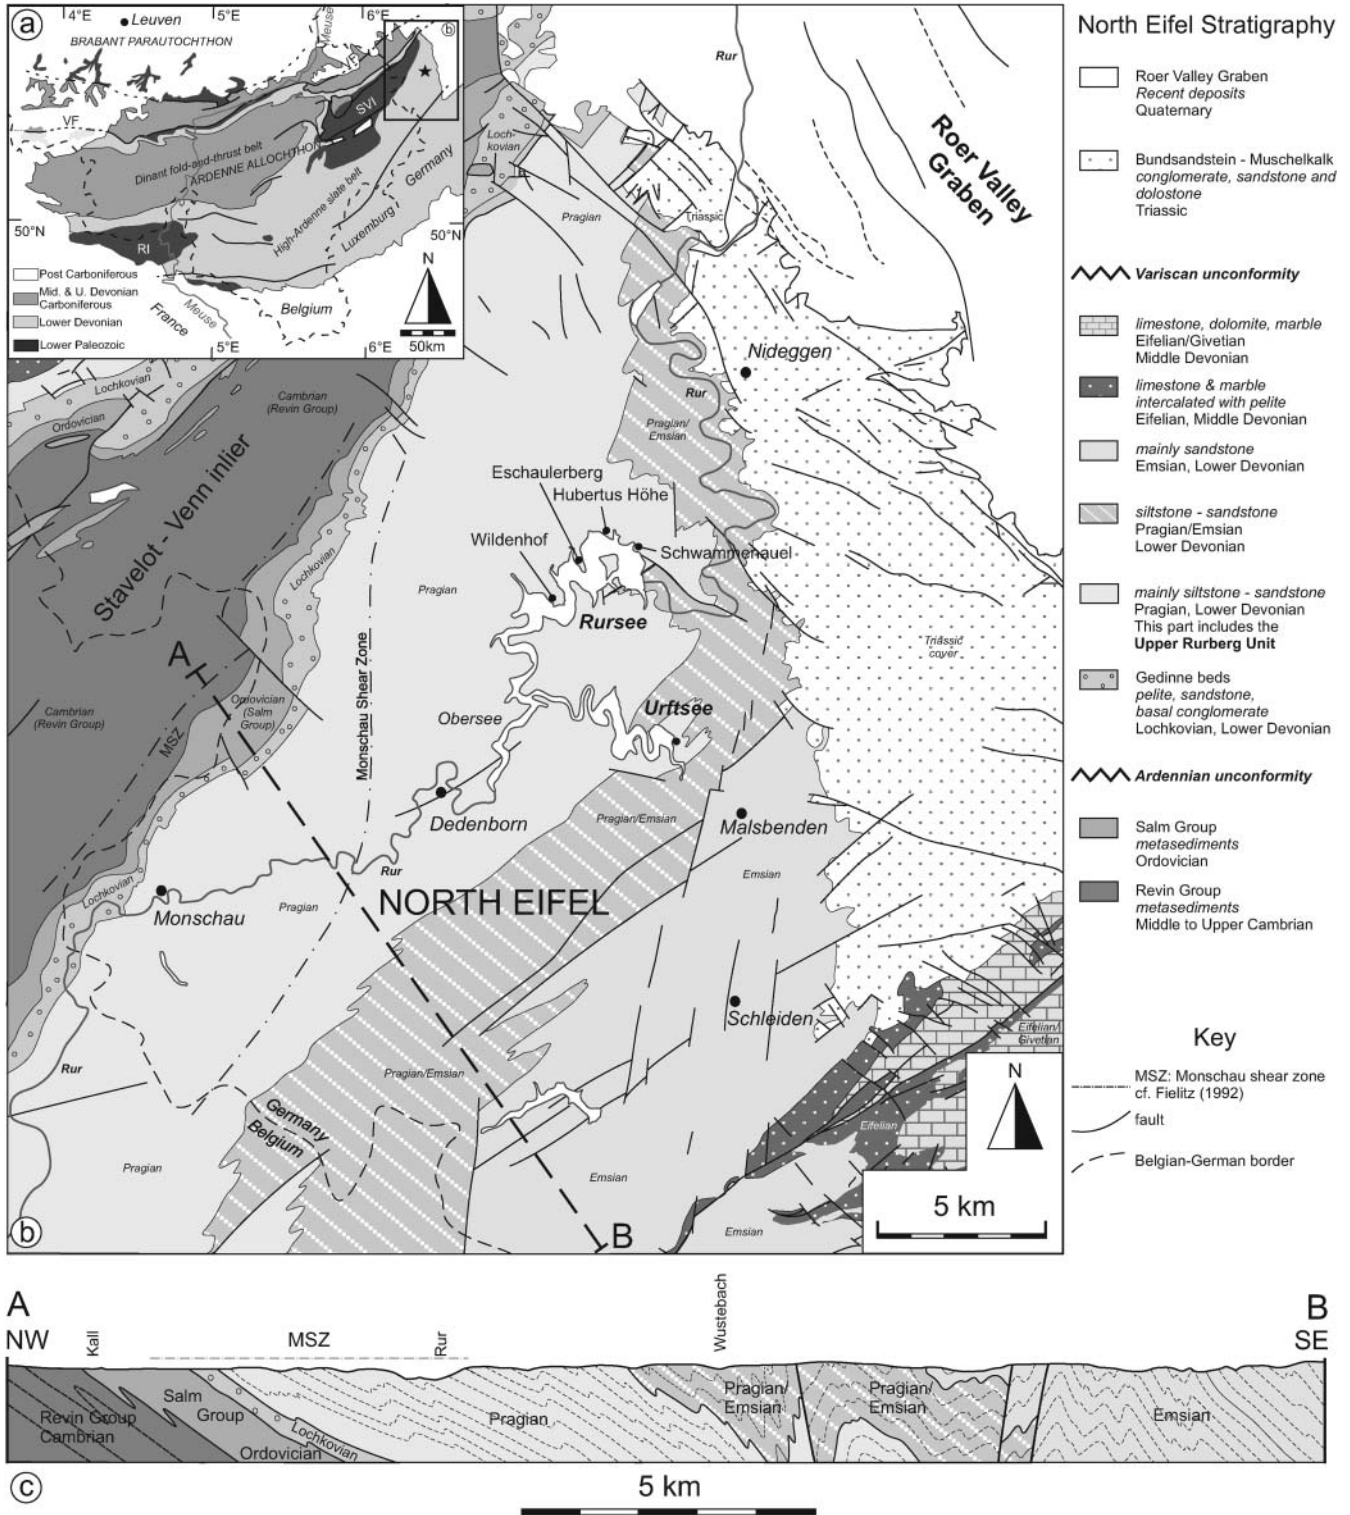 a
4°E
5°E
6°E
Leuven
Meuse
BRABANT PARAUTOCHTHON
b
VF
VF
SVI
Dinant fold-and-thrust belt
ARDENNE ALLOCHTHON
High-Ardenne slate belt
Germany
Luxemburg
50°N
50°N
RI
N
Post Carboniferous
Mid. & U. Devonian
Carboniferous
Lower Devonian
Lower Paleozoic
Meuse
France
Belgium
50km
5°E
6°E
Rur
Roer Valley
Graben
Loch-
kovian
Pragian
Triassic
Nideggen
Rur
Lochkovian
Ordovician
Cambrian
(Revin Group)
Pragian/
Emsian
Stavelot - Venn inlier
Eschaulerberg
Hubertus Höhe
Wildenhof
Schwammenauel
Lochkovian
Pragian
Rursee
Triassic
cover
A
Monschau Shear Zone
Cambrian
(Revin Group)
Ordovician
(Salm
Group)
MSZ
Obersee
Urftsee
Dedenborn
Pragian/Emsian
Malsbenden
Rur
Emsian
Lochkovian
Monschau
Pragian
NORTH EIFEL
Schleiden
Eifelian/
Givetian
Rur
Pragian/Emsian
Germany
Belgium
Eifelian
N
Pragian
Emsian
Emsian
5 km
b
B
North Eifel Stratigraphy
Roer Valley Graben
Recent deposits
Quaternary
Bundsandstein - Muschelkalk
conglomerate, sandstone and
dolostone
Triassic
Variscan unconformity
limestone, dolomite, marble
Eifelian/Givetian
Middle Devonian
limestone & marble
intercalated with pelite
Eifelian, Middle Devonian
mainly sandstone
Emsian, Lower Devonian
siltstone - sandstone
Pragian/Emsian
Lower Devonian
mainly siltstone - sandstone
Pragian, Lower Devonian
This part includes the
Upper Rurberg Unit
Gedinne beds
pelite, sandstone,
basal conglomerate
Lochkovian, Lower Devonian
Ardennian unconformity
Salm Group
metasediments
Ordovician
Revin Group
metasediments
Middle to Upper Cambrian
Key
MSZ: Monschau shear zone
cf. Fielitz (1992)
fault
Belgian-German border
A
NW
Kall
MSZ
Rur
Wustebach
B
SE
Revin Group
Cambrian
Salm
Group
Ordovician
Lochkovian
Pragian
Pragian/
Emsian
Pragian/
Emsian
Emsian
c
5 km